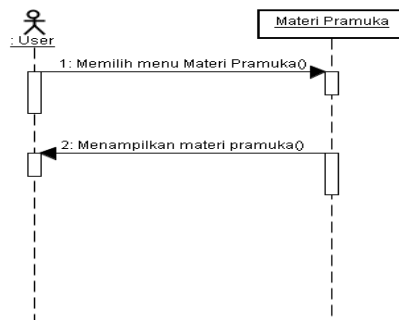 : User
Materi Pramuka
1: Memilih menu Materi Pramuka()
2: Menampilkan materi pramuka()